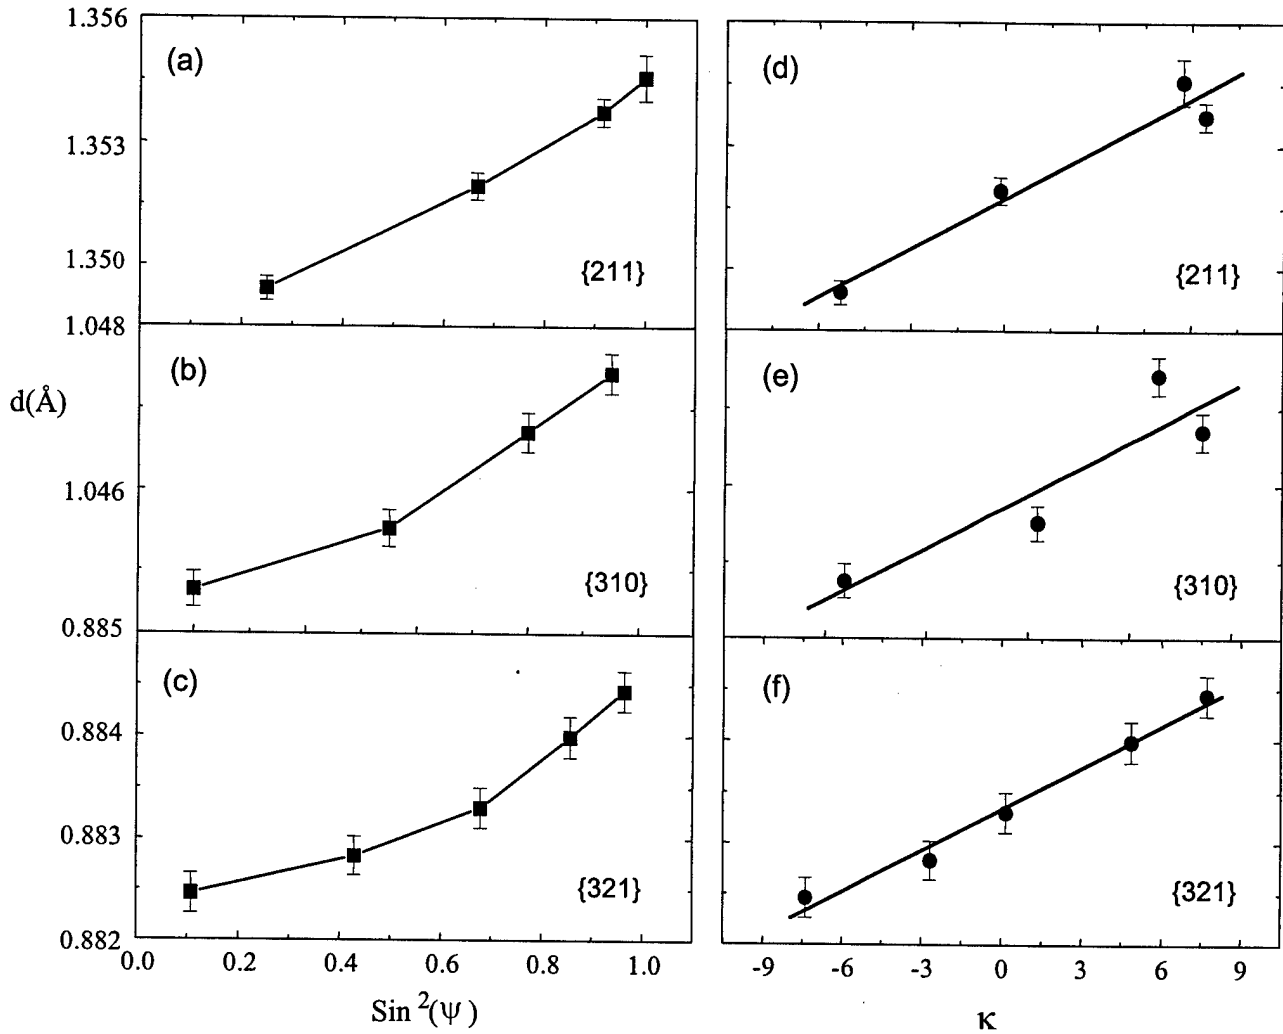 1.356
(a)
(d)
1.353
1.350
{211}
{211}
1.048
(b)
(e)
d(Å)
1.046
{310}
{310}
0.885
(c)
(f)
0.884
0.883
{321}
{321}
0.882
0.0 0.2 0.4 0.6 0.8 1.0
-9 -6 -3 0 3 6 9
Sin 2(ψ)
κ